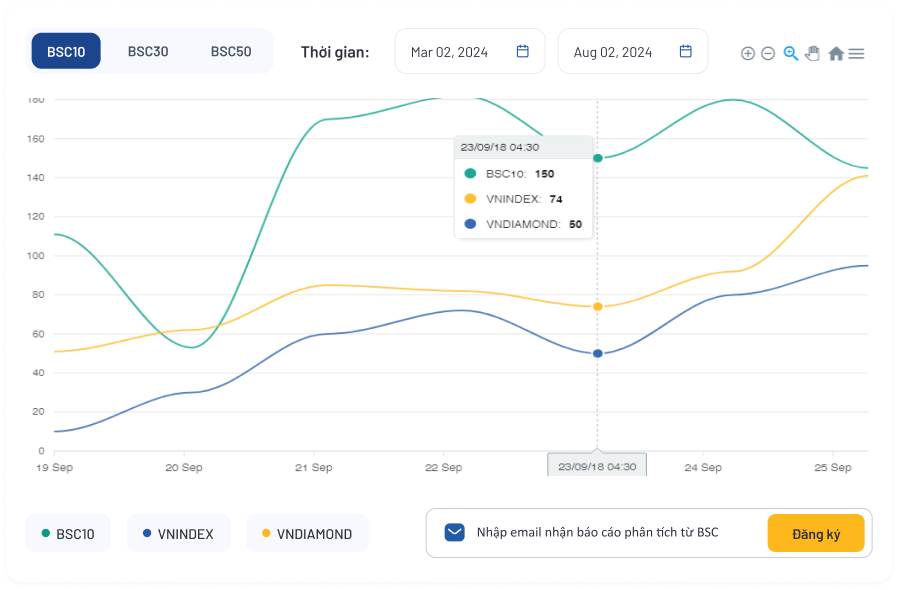 BSC10 BSC30 BSC50 Thời gian: Mar 02, 2024 Aug 02, 2024
180
160
140
120
100
80
60
40
20
0
23/09/18 04:30
BSC10: 150
VNINDEX: 74
VNDIAMOND: 50
19 Sep 20 Sep 21 Sep 22 Sep 23/09/18 04:30 24 Sep 25 Sep
BSC10 VNINDEX VNDIAMOND Nhập email nhận báo cáo phân tích từ BSC Đăng ký